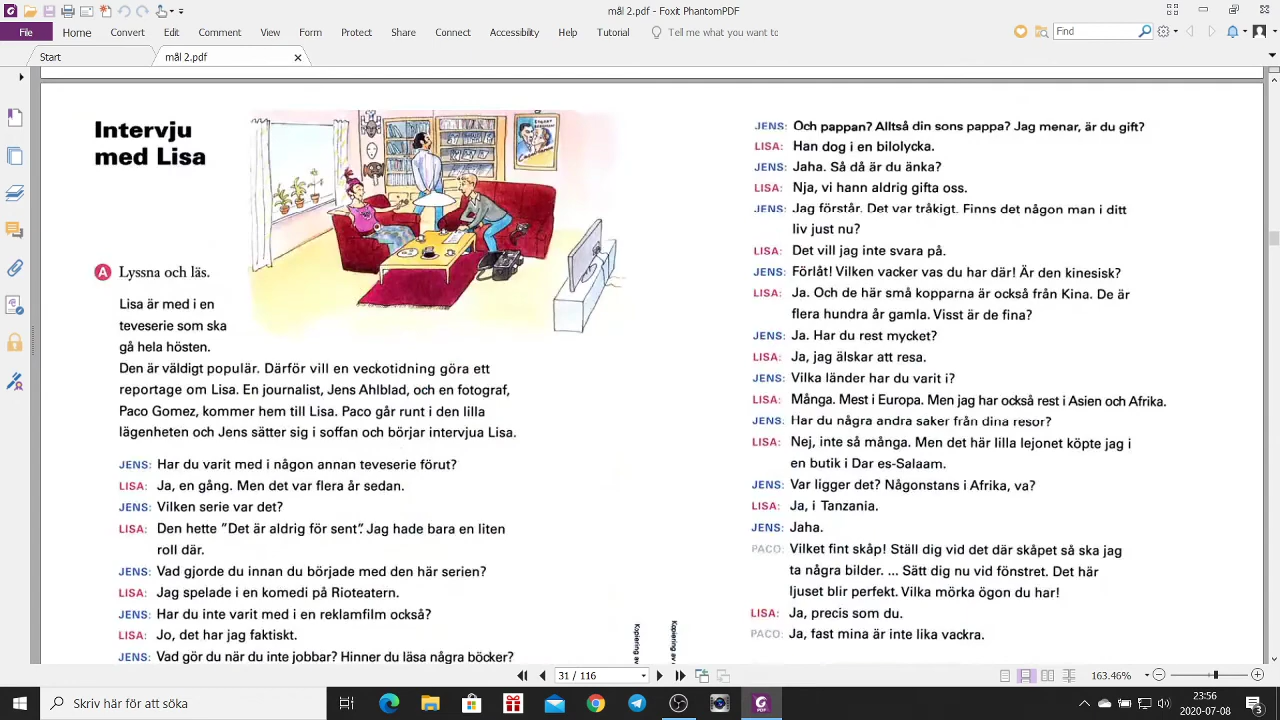 mål 2.pdf - Foxit PhantomPDF
File Home Convert Edit Organize Comment View Form Protect Share Connect Accessibility Help Tutorial Tell me what you want to Find
Start mål 2.pdf
Intervju
med Lisa
A Lyssna och läs.
Lisa är med i en
teveserie som ska
gå hela hösten.
Den är väldigt populär. Därför vill en veckotidning göra ett
reportage om Lisa. En journalist, Jens Ahlblad, och en fotograf,
Paco Gomez, kommer hem till Lisa. Paco går runt i den lilla
lägenheten och Jens sätter sig i soffan och börjar intervjua Lisa.
JENS: Har du varit med i någon annan teveserie förut?
LISA: Ja, en gång. Men det var flera år sedan.
JENS: Vilken serie var det?
LISA: Den hette ”Det är aldrig för sent”. Jag hade bara en liten
roll där.
JENS: Vad gjorde du innan du började med den här serien?
LISA: Jag spelade i en komedi på Rioteatern.
JENS: Har du inte varit med i en reklamfilm också?
LISA: Jo, det har jag faktiskt.
JENS: Vad gör du när du inte jobbar? Hinner du läsa några böcker?
Kopiering av
Kopiering av
JENS: Och pappan? Alltså din sons pappa? Jag menar, är du gift?
LISA: Han dog i en bilolycka.
JENS: Jaha. Så då är du änka?
LISA: Nja, vi hann aldrig gifta oss.
JENS: Jag förstår. Det var tråkigt. Finns det någon man i ditt
liv just nu?
LISA: Det vill jag inte svara på.
JENS: Förlåt! Vilken vacker vas du har där! Är den kinesisk?
LISA: Ja. Och de här små kopparna är också från Kina. De är
flera hundra år gamla. Visst är de fina?
JENS: Ja. Har du rest mycket?
LISA: Ja, jag älskar att resa.
JENS: Vilka länder har du varit i?
LISA: Många. Mest i Europa. Men jag har också rest i Asien och Afrika.
JENS: Har du några andra saker från dina resor?
LISA: Nej, inte så många. Men det här lilla lejonet köpte jag i
en butik i Dar es-Salaam.
JENS: Var ligger det? Någonstans i Afrika, va?
LISA: Ja, i Tanzania.
JENS: Jaha.
PACO: Vilket fint skåp! Ställ dig vid det där skåpet så ska jag
ta några bilder. ... Sätt dig nu vid fönstret. Det här
ljuset blir perfekt. Vilka mörka ögon du har!
LISA: Ja, precis som du.
PACO: Ja, fast mina är inte lika vackra.
31 / 116 163.46%
Skriv här för att söka
23:56
2020-07-08
3